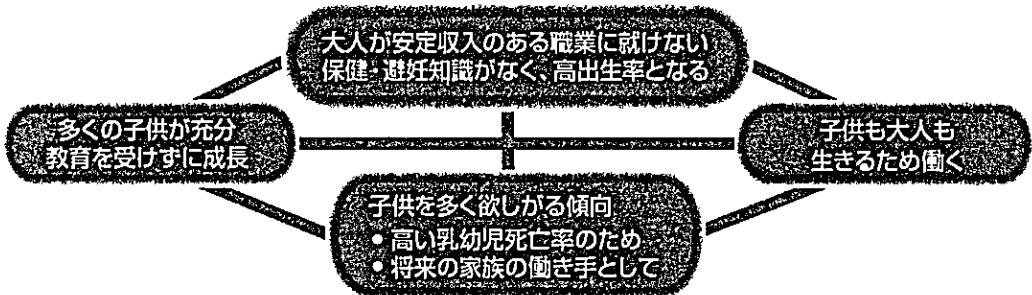 大人が安定収入のある職業に就けない
保健・避妊知識がなく、高出生率となる
多くの子供が充分
教育を受けずに成長
子供も大人も
生きるため働く
子供を多く欲しがる傾向
• 高い乳幼児死亡率のため
• 将来の家族の働き手として